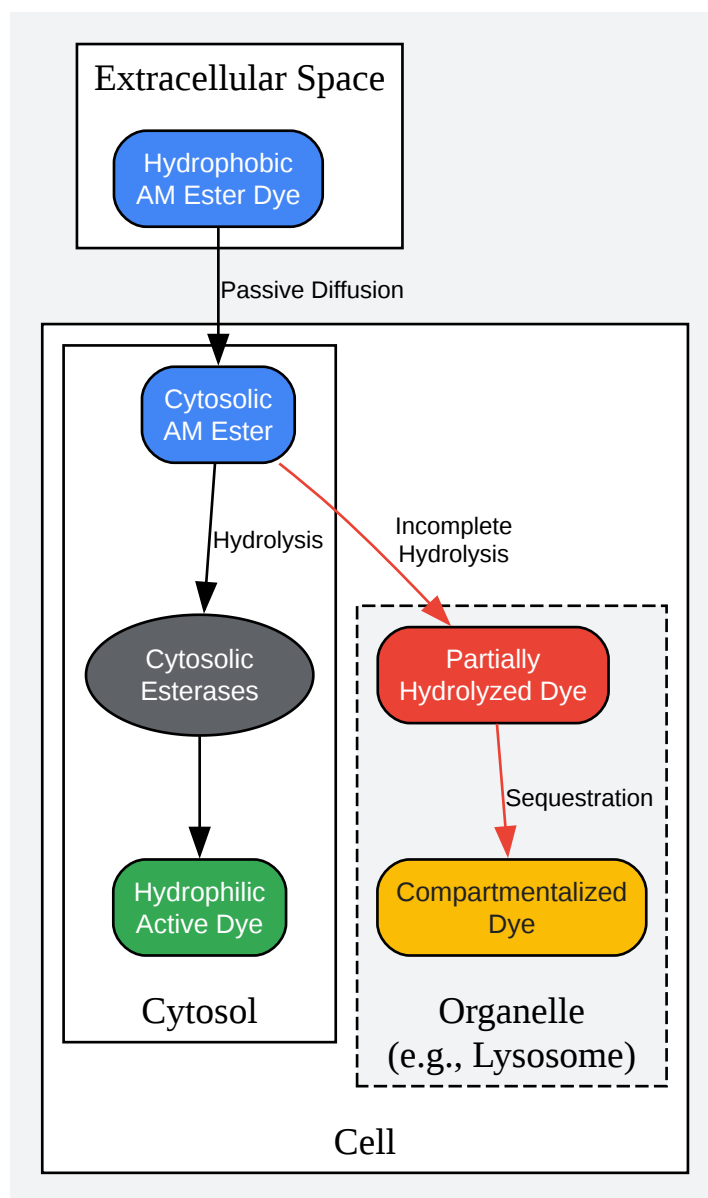 Extracellular Space
Hydrophobic
AM Ester Dye
Passive Diffusion
Cytosolic
AM Ester
Hydrolysis
Incomplete
Hydrolysis
Cytosolic
Esterases
Partially
Hydrolyzed Dye
Sequestration
Hydrophilic
Active Dye
Compartmentalized
Dye
Cytosol
Organelle
(e.g., Lysosome)
Cell